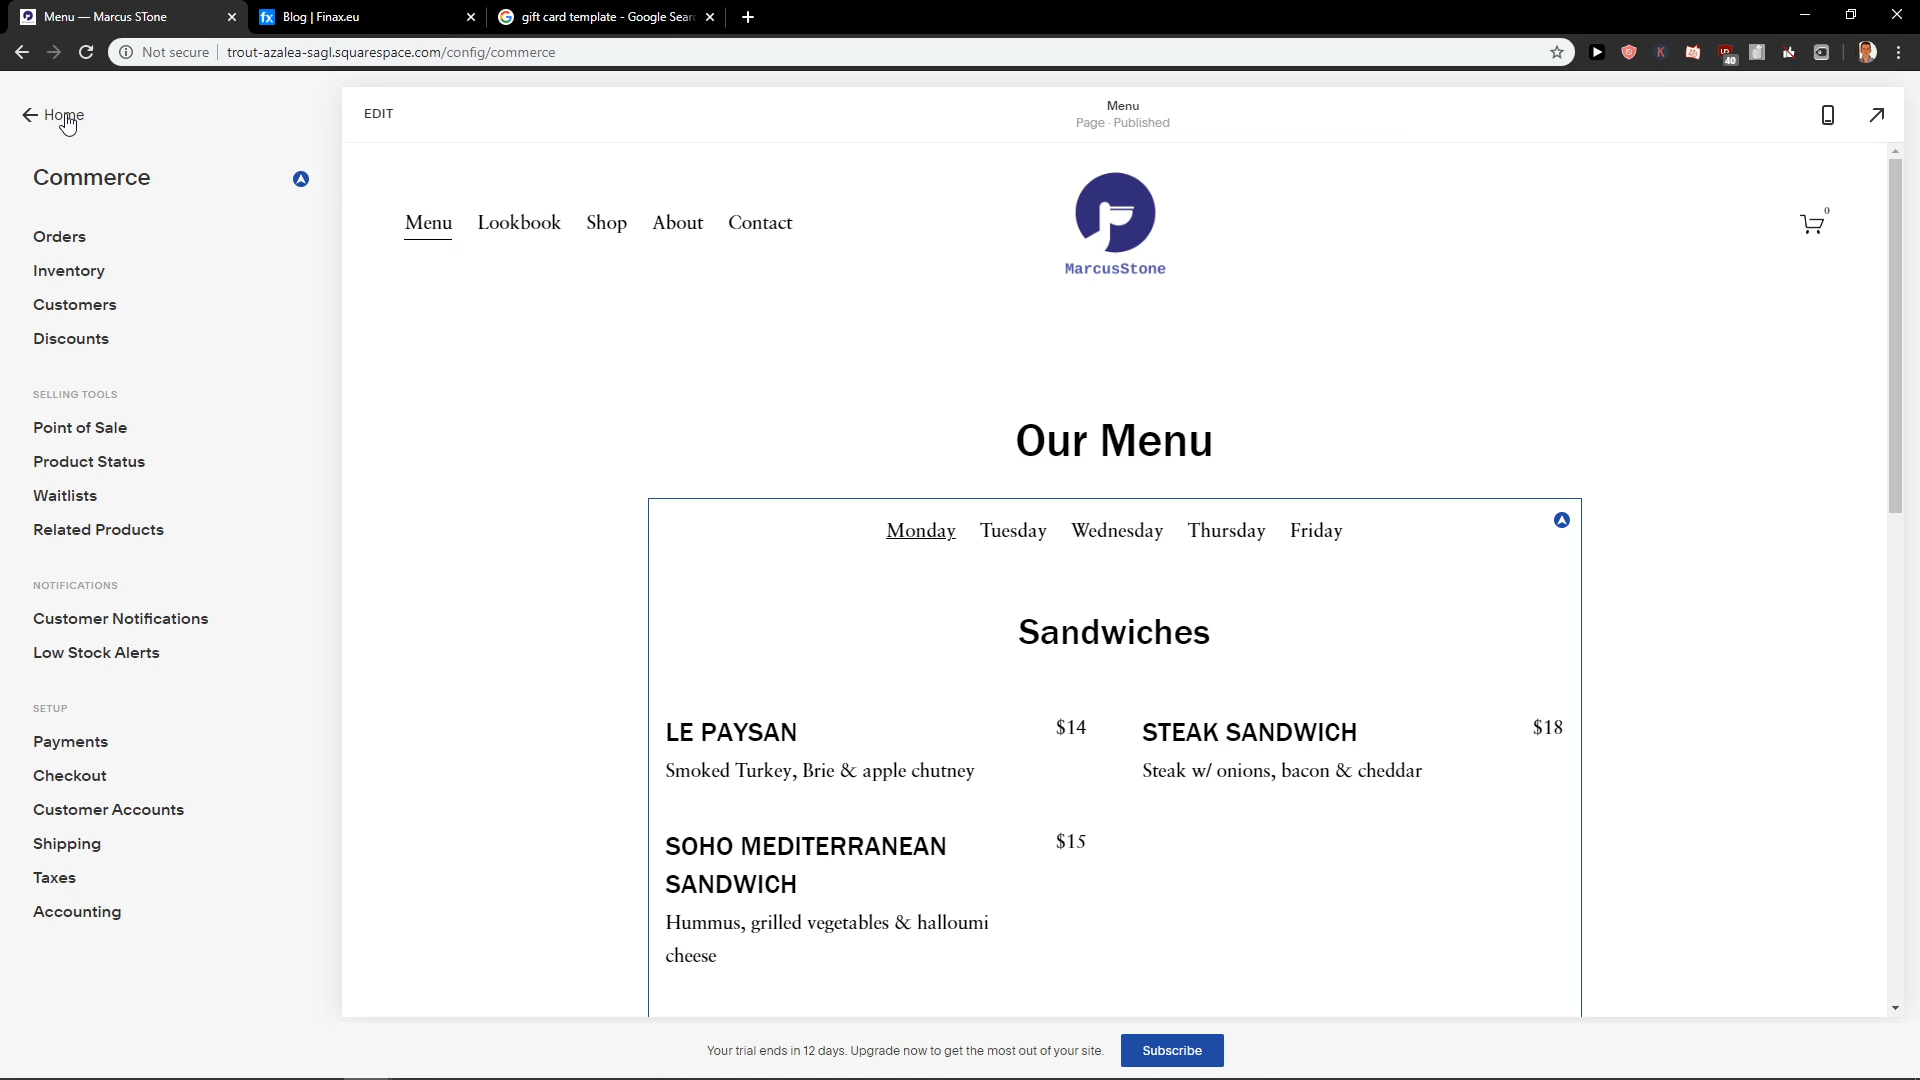 Menu — Marcus STone
Blog | Finax.eu
gift card template - Google Sear
Not secure
trout-azalea-sagl.squarespace.com/config/commerce
40
Home
EDIT
Menu
Page · Published
Commerce
Orders
Inventory
Customers
Discounts
SELLING TOOLS
Point of Sale
Product Status
Waitlists
Related Products
NOTIFICATIONS
Customer Notifications
Low Stock Alerts
SETUP
Payments
Checkout
Customer Accounts
Shipping
Taxes
Accounting
Menu Lookbook Shop About Contact
MarcusStone
0
Our Menu
Monday Tuesday Wednesday Thursday Friday
Sandwiches
LE PAYSAN $14
Smoked Turkey, Brie & apple chutney
STEAK SANDWICH $18
Steak w/ onions, bacon & cheddar
SOHO MEDITERRANEAN $15
SANDWICH
Hummus, grilled vegetables & halloumi
cheese
Your trial ends in 12 days. Upgrade now to get the most out of your site.
Subscribe